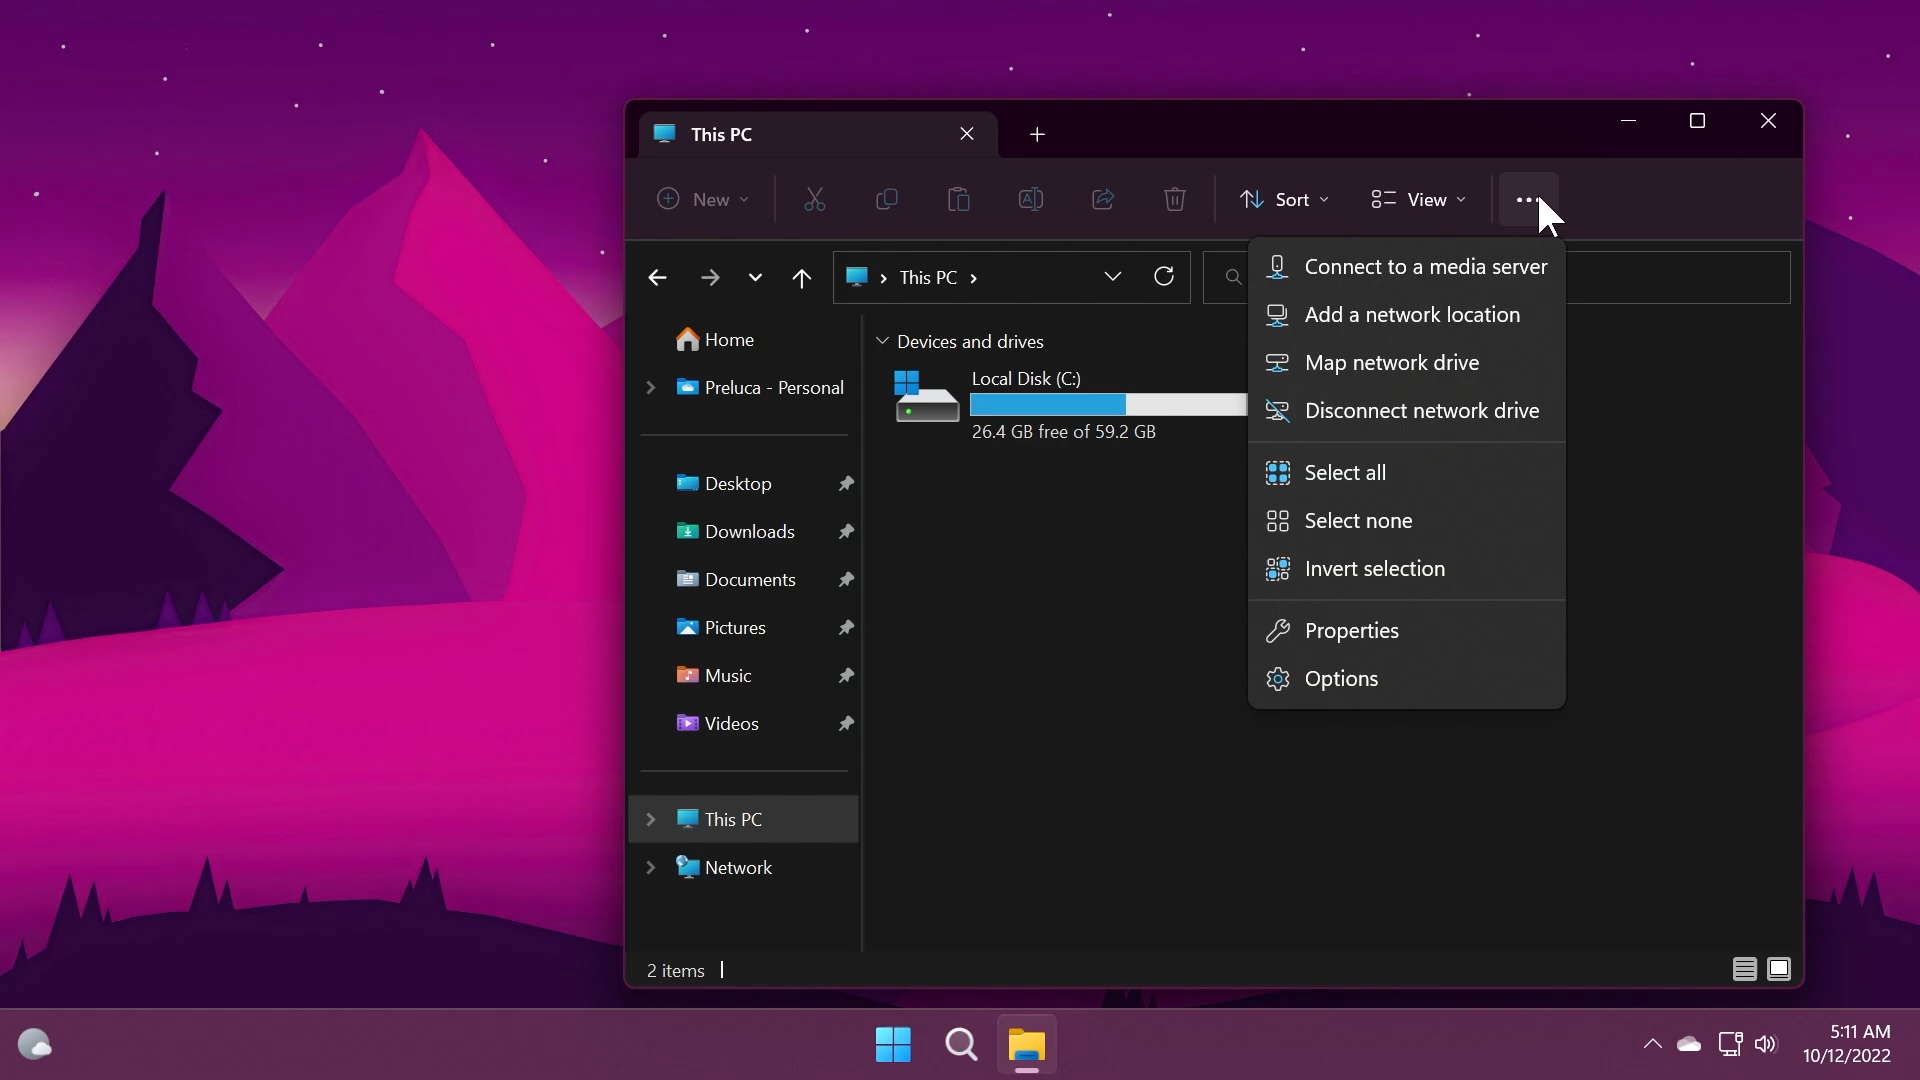 This PC
New
Sort
View
This PC
Home
Preluca - Personal
Desktop
Downloads
Documents
Pictures
Music
Videos
This PC
Network
Devices and drives
Local Disk (C:)
26.4 GB free of 59.2 GB
Connect to a media server
Add a network location
Map network drive
Disconnect network drive
Select all
Select none
Invert selection
Properties
Options
2 items
5:11 AM
10/12/2022